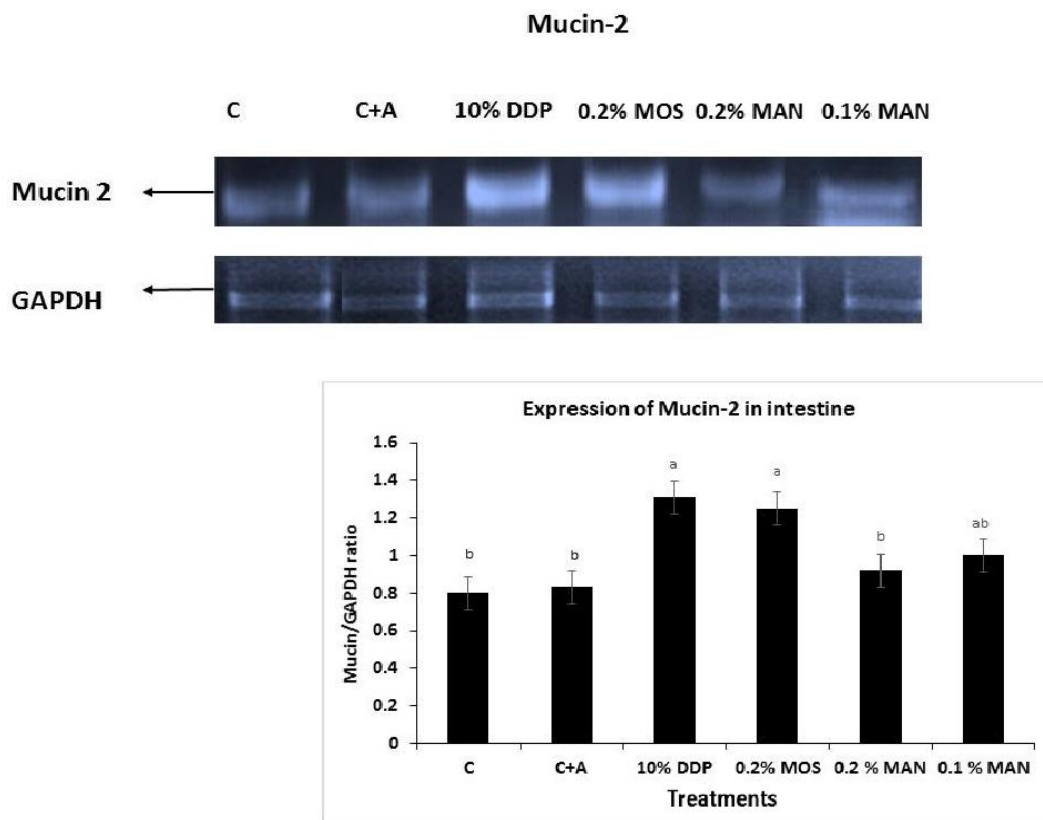 Mucin-2
C C+A 10% DDP 0.2% MOS 0.2% MAN 0.1% MAN
Mucin 2
GAPDH
Expression of Mucin-2 in intestine
Mucin/GAPDH ratio
1.6
1.4
1.2
1
0.8
0.6
0.4
0.2
0
b b a a b ab
C C+A 10% DDP 0.2% MOS 0.2 % MAN 0.1 % MAN
Treatments